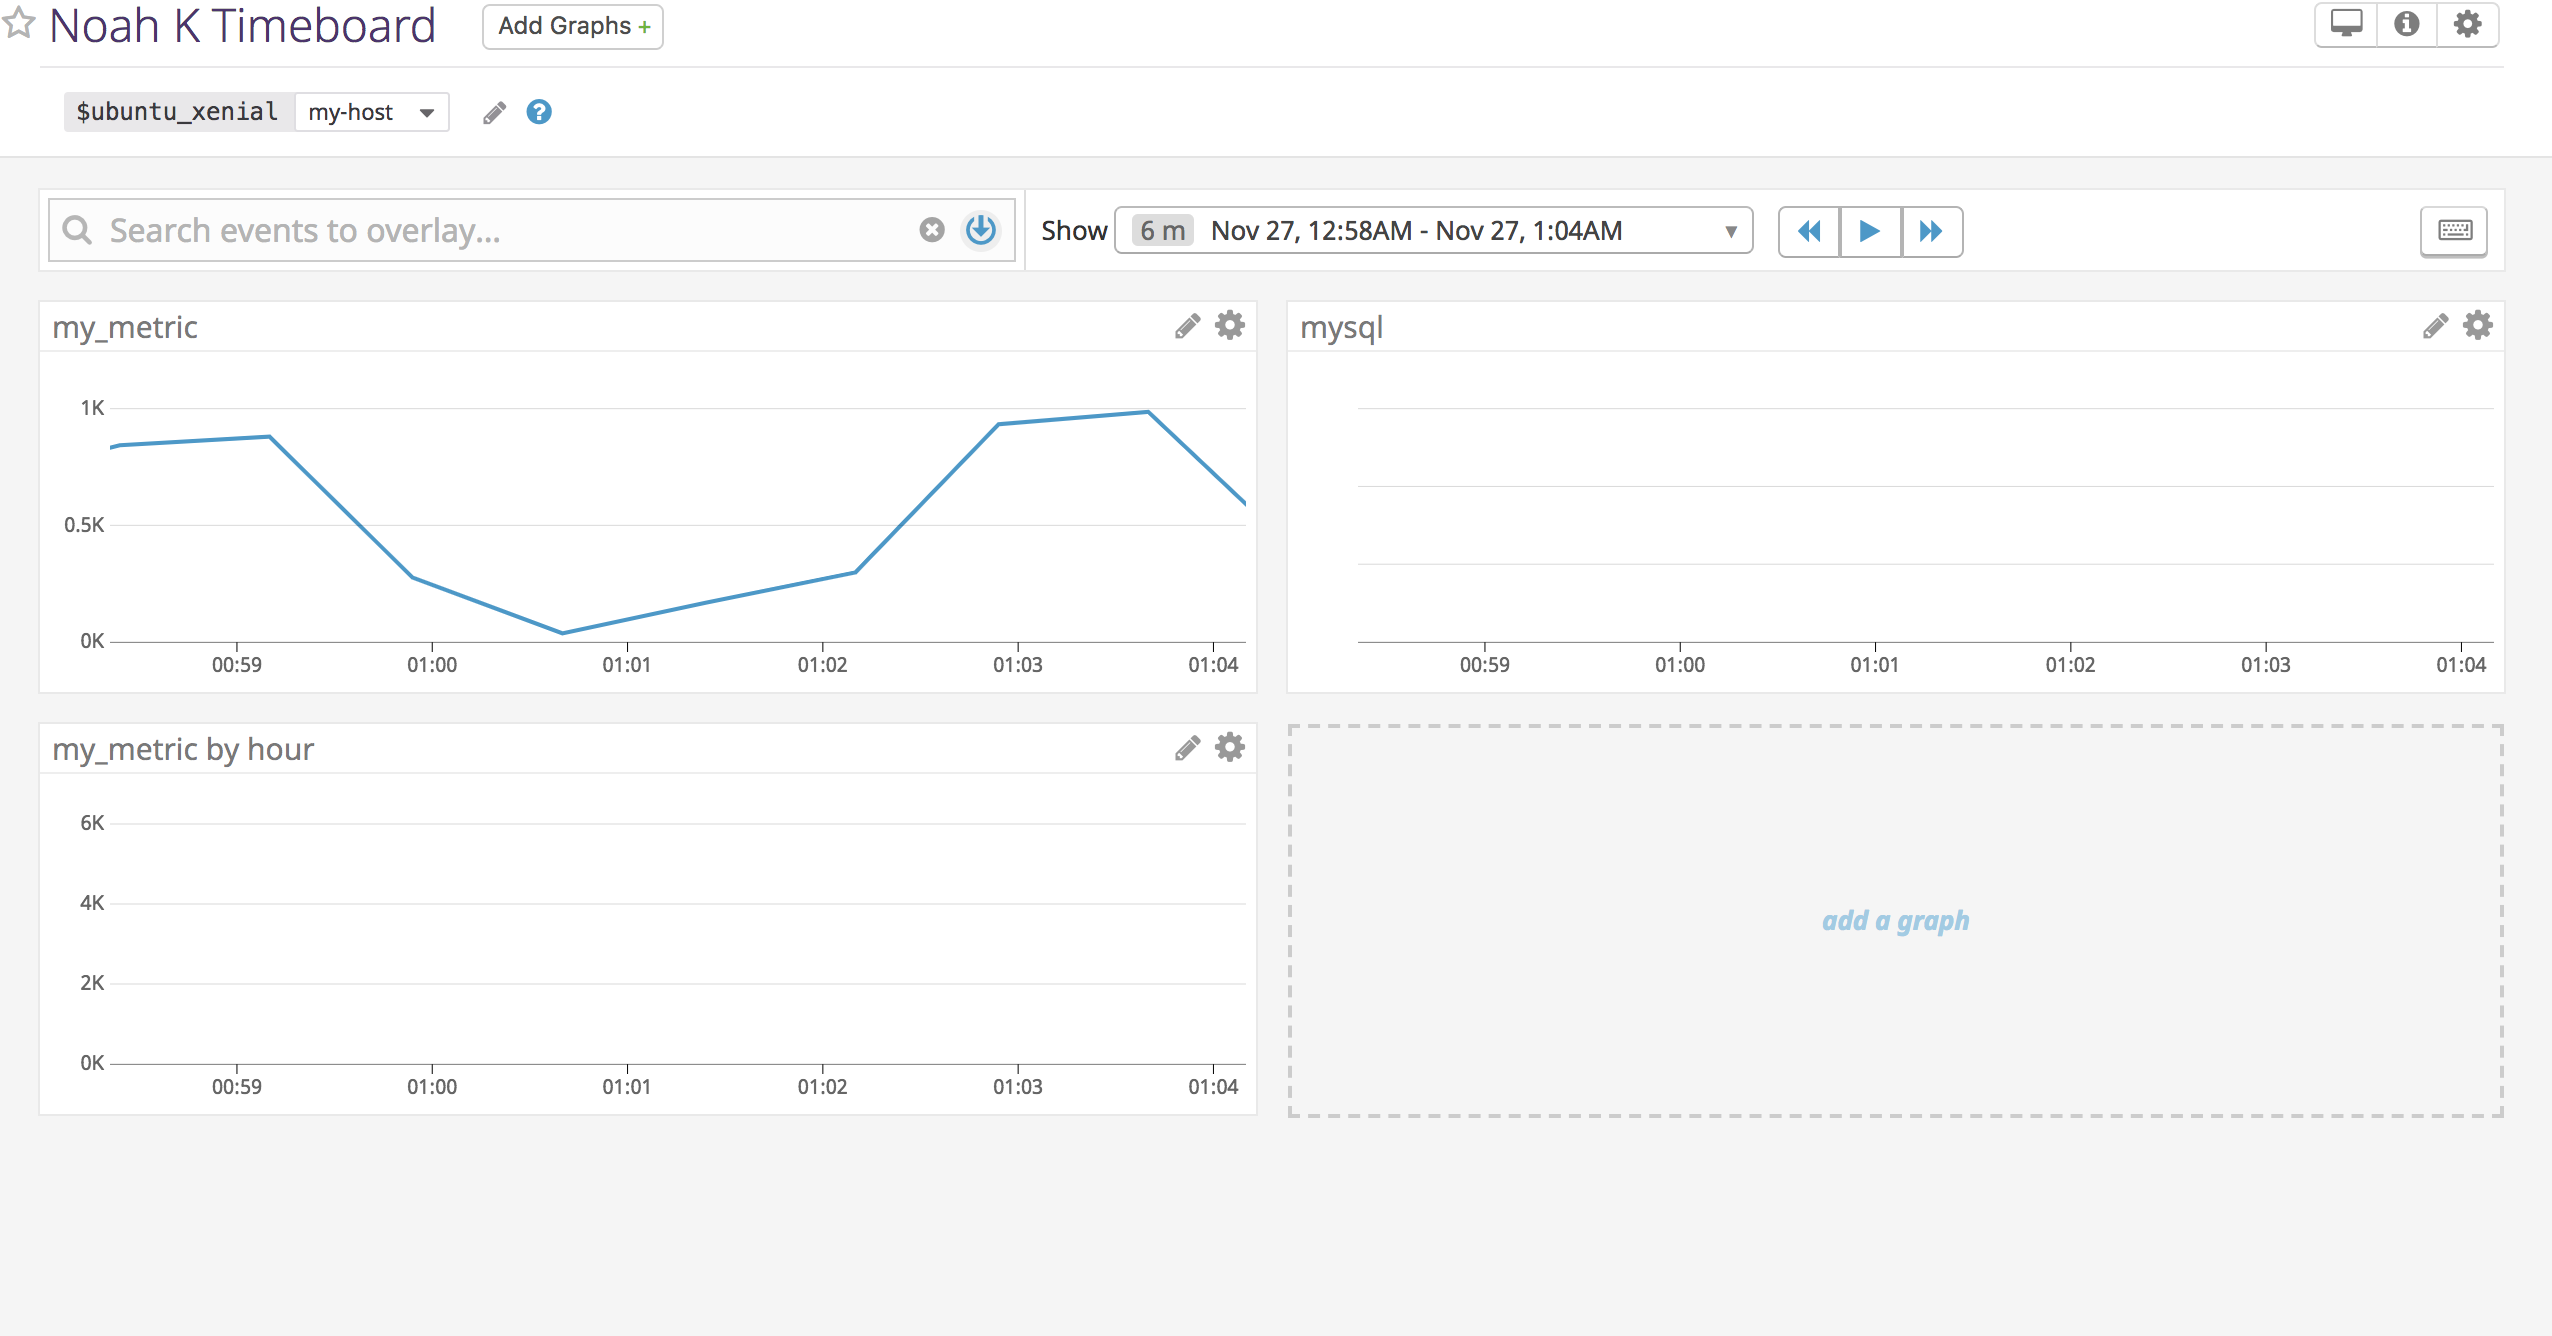 Noah K Timeboard
Add Graphs +
$ubuntu_xenial my-host
Search events to overlay...
Show 6 m Nov 27, 12:58AM - Nov 27, 1:04AM
my_metric
1K
0.5K
0K
00:59 01:00 01:01 01:02 01:03 01:04
mysql
00:59 01:00 01:01 01:02 01:03 01:04
my_metric by hour
6K
4K
2K
0K
00:59 01:00 01:01 01:02 01:03 01:04
add a graph